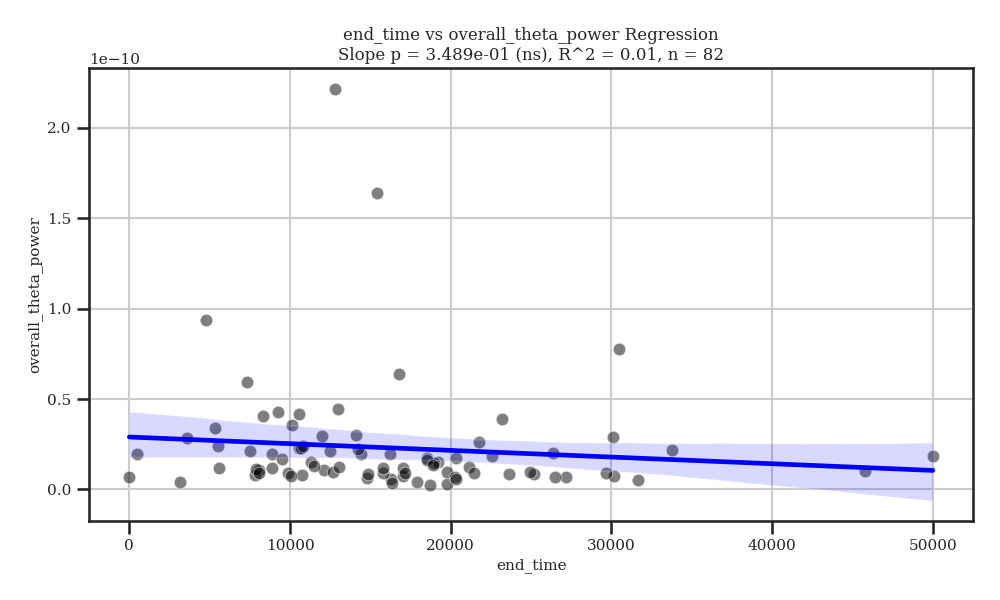 end_time vs overall_theta_power Regression
Slope p = 3.489e-01 (ns), R^2 = 0.01, n = 82
1e−10
2.0
1.5
1.0
0.5
0.0
overall_theta_power
0 10000 20000 30000 40000 50000
end_time